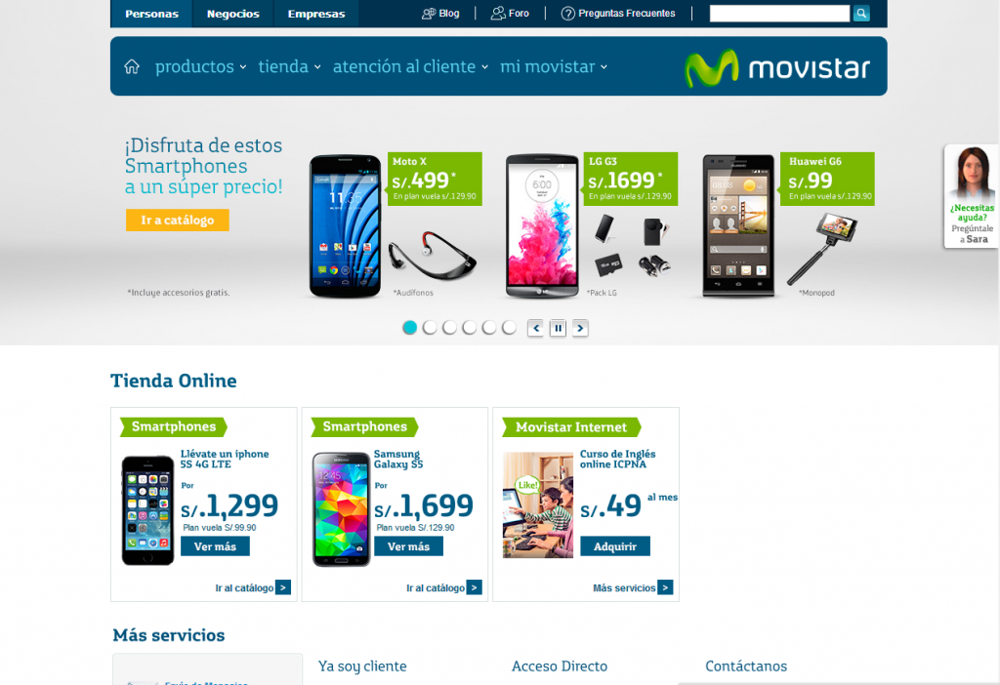 Personas Negocios Empresas Blog Foro Preguntas Frecuentes
productos tienda atención al cliente mi movistar movistar
¡Disfruta de estos
Smartphones
a un súper precio!
Ir a catálogo
*Incluye accesorios gratis.
Moto X
S/.499*
En plan vuela s/.129.90
*Audífonos
LG G3
S/.1699*
En plan vuela s/.129.90
*Pack LG
Huawei G6
S/.99
En plan vuela s/.129.90
*Monopod
¿Necesitas
ayuda?
Pregúntale
a Sara
Tienda Online
Smartphones
Llévate un iphone
5S 4G LTE
Por
S/.1,299
Plan vuela S/.99.90
Ver más
Ir al catálogo >
Smartphones
Samsung
Galaxy S5
Por
S/.1,699
Plan vuela S/.129.90
Ver más
Ir al catálogo >
Movistar Internet
Like!
Curso de Inglés
online ICPNA
S/.49 al mes
Adquirir
Más servicios >
Más servicios
Ya soy cliente Acceso Directo Contáctanos